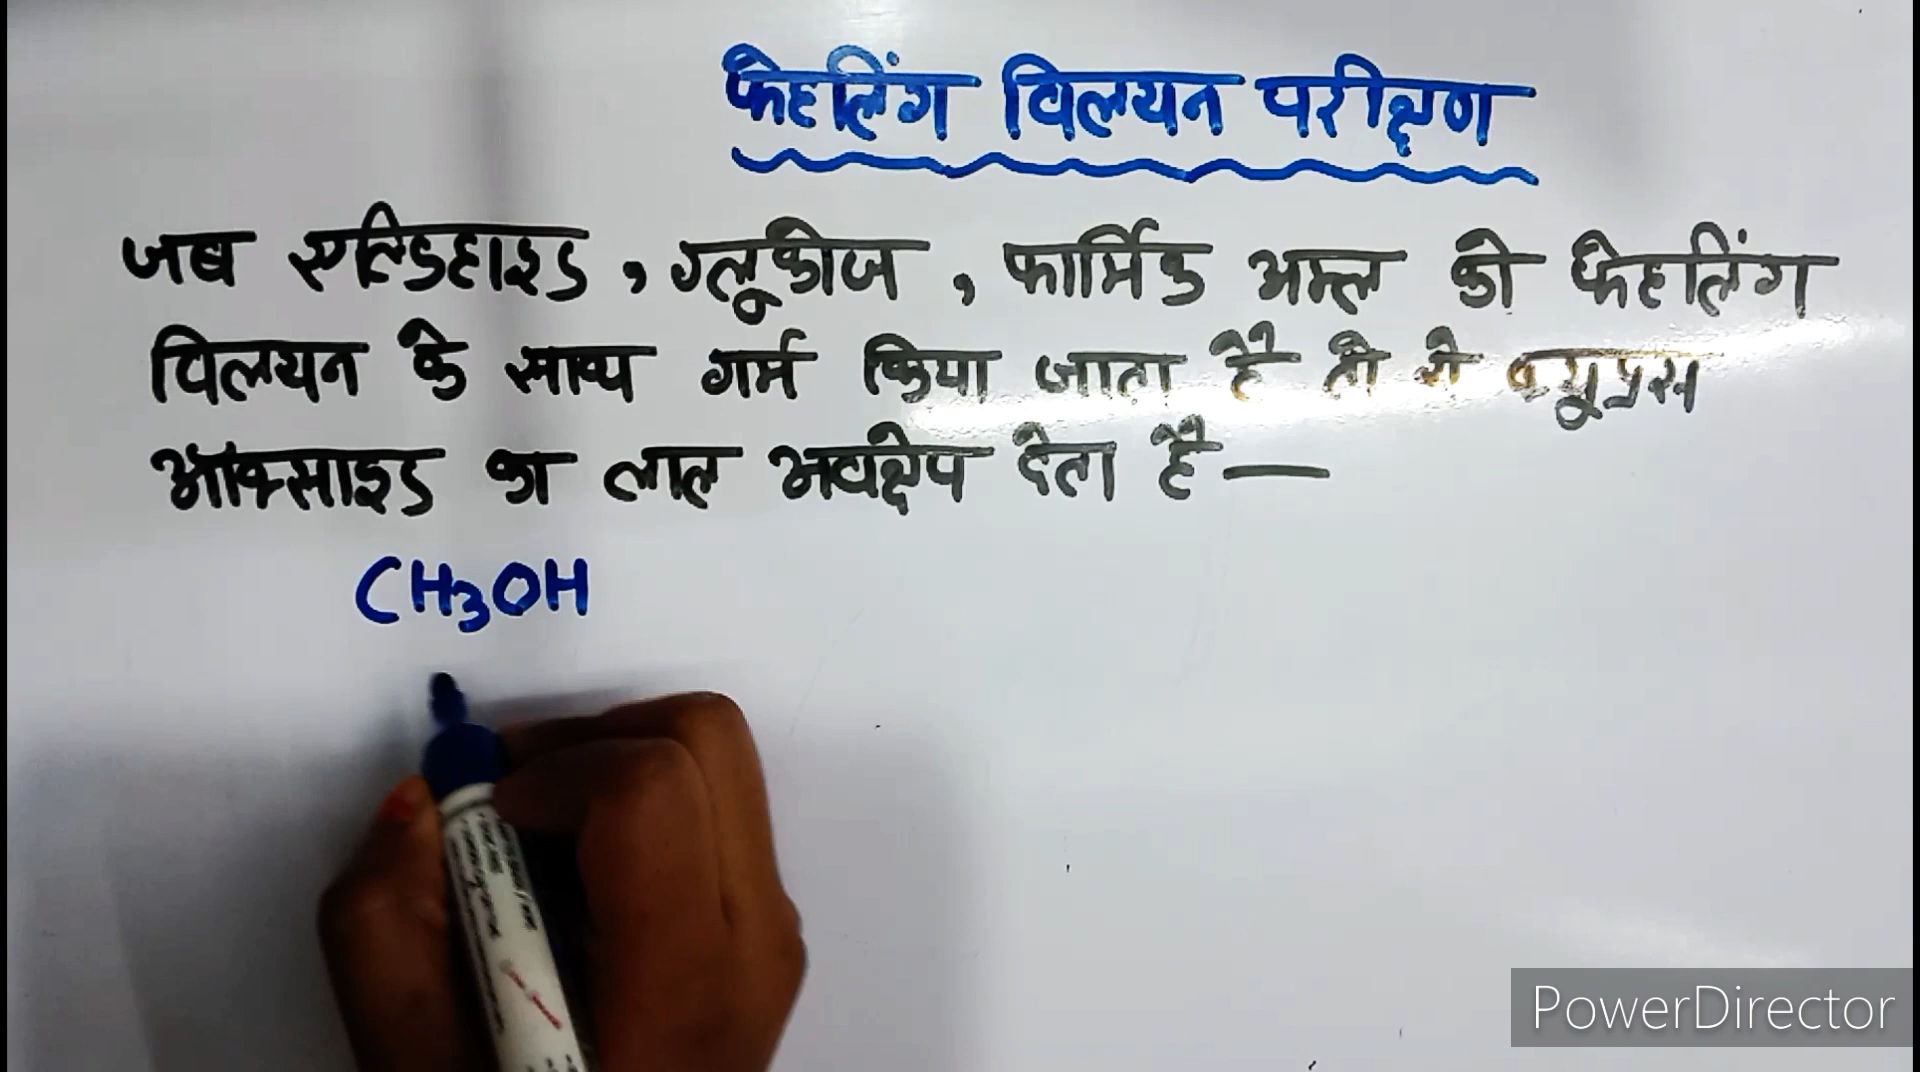 फेहलिंग विलयन परीक्षण
जब एल्डिहाइड, ग्लूकोज, फार्मिक अम्ल को फेहलिंग
विलयन के साथ गर्म किया जाता है तो ये क्यूप्रस
ऑक्साइड का लाल अवक्षेप देता है —
CH₃OH
PowerDirector